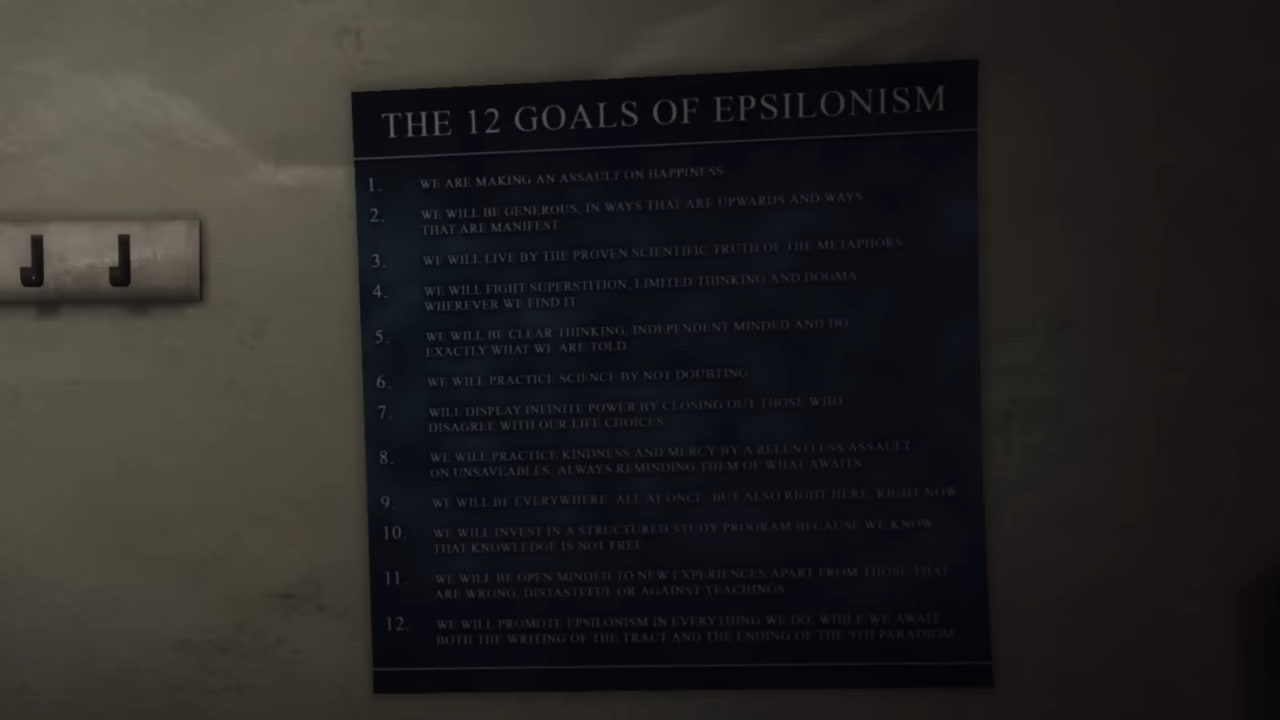 THE 12 GOALS OF EPSILONISM
1. WE ARE MAKING AN ASSAULT ON HAPPINESS
2. WE WILL BE GENEROUS, IN WAYS THAT ARE UPWARDS AND WAYS
THAT ARE MANIFEST
3. WE WILL LIVE BY THE PROVEN SCIENTIFIC TRUTH OF THE METAPHORS
4. WE WILL FIGHT SUPERSTITION, LIMITED THINKING AND DOGMA
WHEREVER WE FIND IT
5. WE WILL BE CLEAR THINKING, INDEPENDENT MINDED AND DO
EXACTLY WHAT WE ARE TOLD
6. WE WILL PRACTICE SCIENCE BY NOT DOUBTING
7. WILL DISPLAY INFINITE POWER BY CLOSING OUT THOSE WHO
DISAGREE WITH OUR LIFE CHOICES
8. WE WILL PRACTICE KINDNESS AND MERCY BY A RELENTLESS ASSAULT
ON UNSAVEABLES, ALWAYS REMINDING THEM OF WHAT AWAITS
9. WE WILL BE EVERYWHERE, ALL AT ONCE, BUT ALSO RIGHT HERE, RIGHT NOW
10. WE WILL INVEST IN A STRUCTURED STUDY PROGRAM BECAUSE WE KNOW
THAT KNOWLEDGE IS NOT FREE
11. WE WILL BE OPEN MINDED TO NEW EXPERIENCES APART FROM THOSE THAT
ARE WRONG, DISTASTEFUL OR AGAINST TEACHINGS
12. WE WILL PROMOTE EPSILONISM IN EVERYTHING WE DO, WHILE WE AWAIT
BOTH THE WRITING OF THE TRACT AND THE ENDING OF THE 9TH PARADIGM